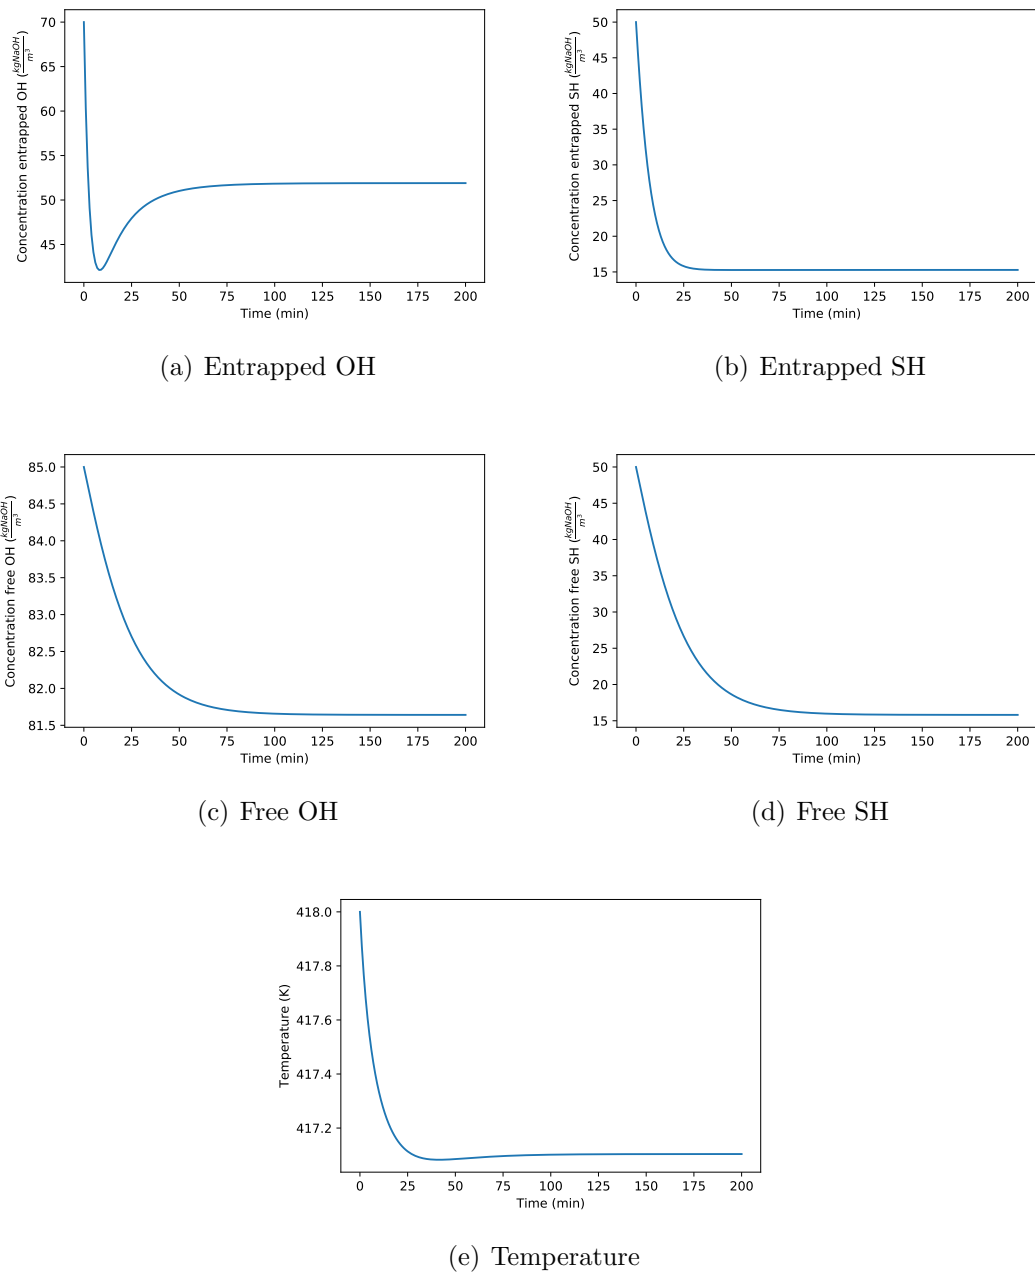 70
65
60
55
50
45
Concentration entrapped OH (kgNaOH/m³)
0 25 50 75 100 125 150 175 200
Time (min)
(a) Entrapped OH
50
45
40
35
30
25
20
15
Concentration entrapped SH (kgNaOH/m³)
0 25 50 75 100 125 150 175 200
Time (min)
(b) Entrapped SH
85.0
84.5
84.0
83.5
83.0
82.5
82.0
81.5
Concentration free OH (kgNaOH/m³)
0 25 50 75 100 125 150 175 200
Time (min)
(c) Free OH
50
45
40
35
30
25
20
15
Concentration free SH (kgNaOH/m³)
0 25 50 75 100 125 150 175 200
Time (min)
(d) Free SH
418.0
417.8
417.6
417.4
417.2
Temperature (K)
0 25 50 75 100 125 150 175 200
Time (min)
(e) Temperature